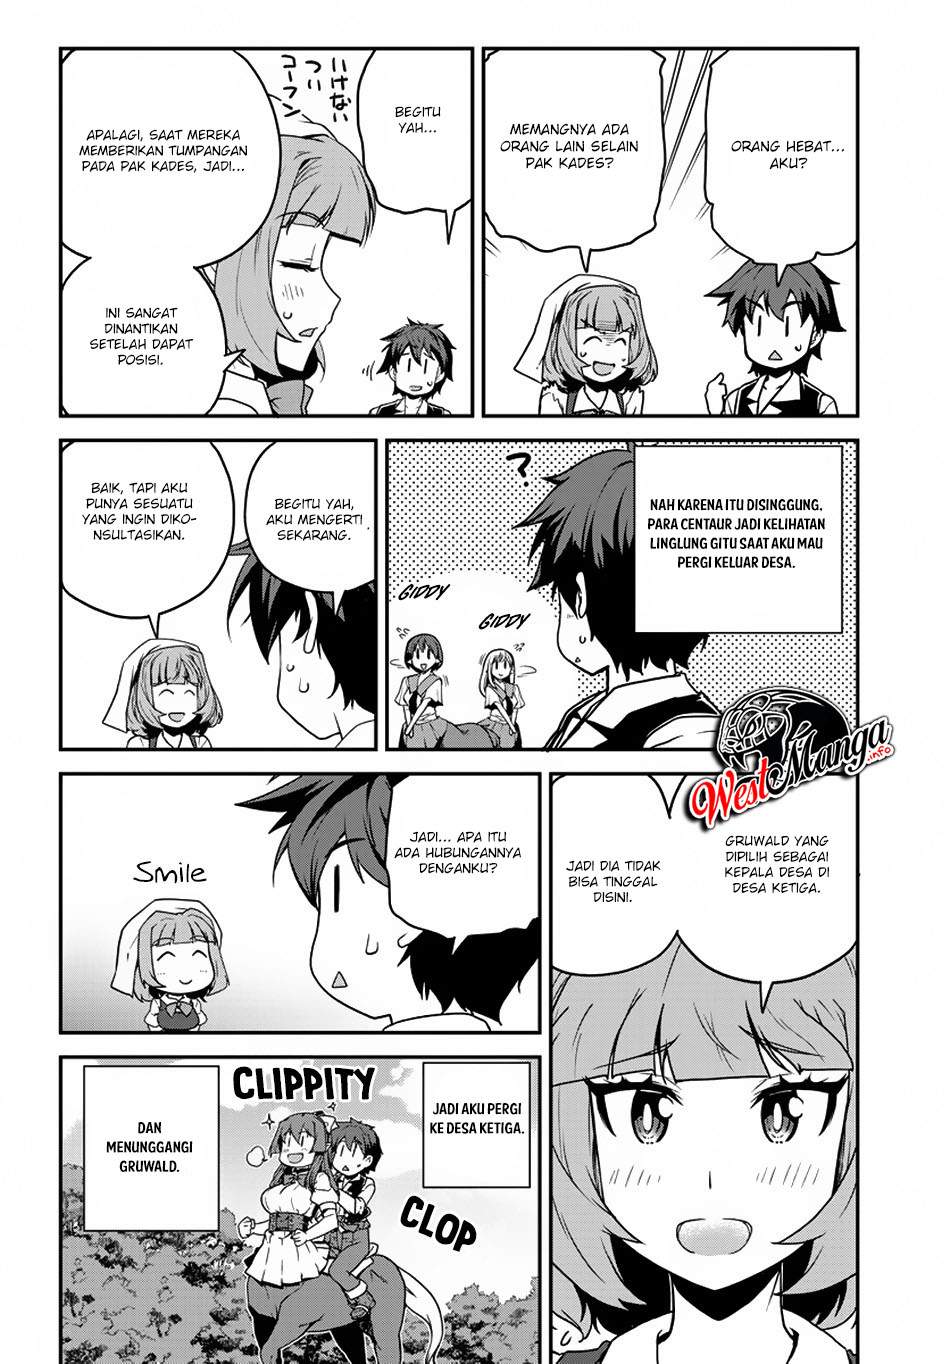 ORANG HEBAT...
AKU?
MEMANGNYA ADA
ORANG LAIN SELAIN
PAK KADES?
BEGITU
YAH...
いけない
つい
コーフン
APALAGI, SAAT MEREKA
MEMBERIKAN TUMPANGAN
PADA PAK KADES, JADI...
INI SANGAT
DINANTIKAN
SETELAH DAPAT
POSISI.
NAH KARENA ITU DISINGGUNG,
PARA CENTAUR JADI KELIHATAN
LINGLUNG GITU SAAT AKU MAU
PERGI KELUAR DESA.
?
GIDDY
GIDDY
BEGITU YAH,
AKU MENGERTI
SEKARANG.
BAIK, TAPI AKU
PUNYA SESUATU
YANG INGIN DIKO-
NSULTASIKAN.
WESTMANGA
.info
GRUWALD YANG
DIPILIH SEBAGAI
KEPALA DESA DI
DESA KETIGA.
JADI DIA TIDAK
BISA TINGGAL
DISINI.
JADI... APA ITU
ADA HUBUNGANNYA
DENGANKU?
Smile
JADI AKU PERGI
KE DESA KETIGA.
CLIPPITY
CLOP
DAN
MENUNGGANGI
GRUWALD.